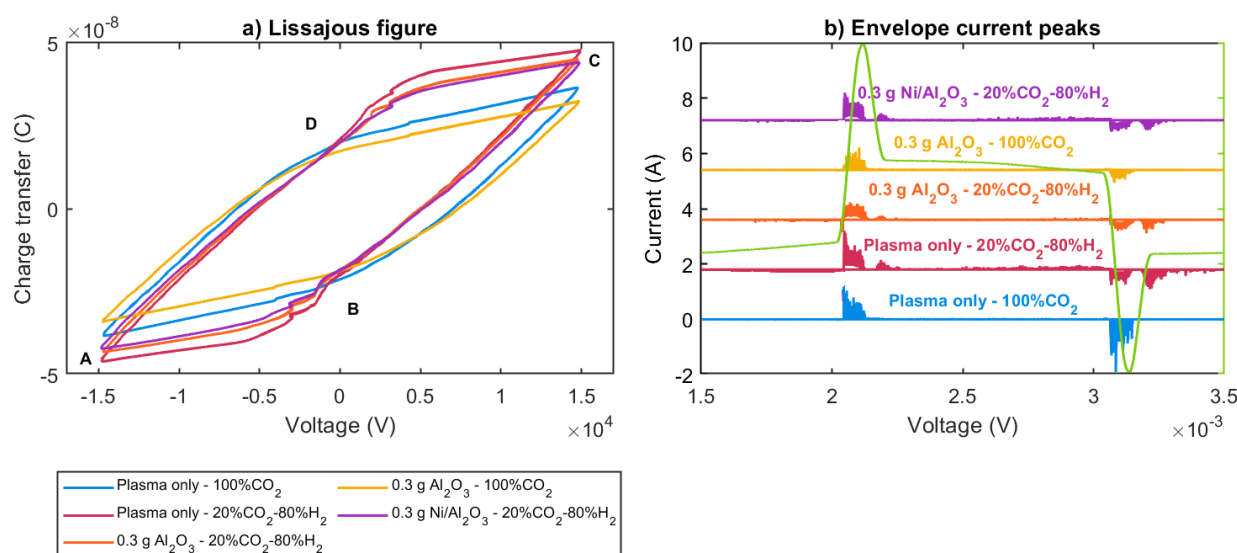 a) Lissajous figure
×10⁻⁸
5
0
-5
Charge transfer (C)
A
B
C
D
-1.5
-1
-0.5
0
0.5
1
1.5
Voltage (V)
×10⁴
Plasma only - 100%CO₂
Plasma only - 20%CO₂-80%H₂
0.3 g Al₂O₃ - 20%CO₂-80%H₂
0.3 g Al₂O₃ - 100%CO₂
0.3 g Ni/Al₂O₃ - 20%CO₂-80%H₂
b) Envelope current peaks
10
8
6
4
2
0
-2
Current (A)
0.3 g Ni/Al₂O₃ - 20%CO₂-80%H₂
0.3 g Al₂O₃ - 100%CO₂
0.3 g Al₂O₃ - 20%CO₂-80%H₂
Plasma only - 20%CO₂-80%H₂
Plasma only - 100%CO₂
1.5
2
2.5
3
3.5
Voltage (V)
×10⁻³